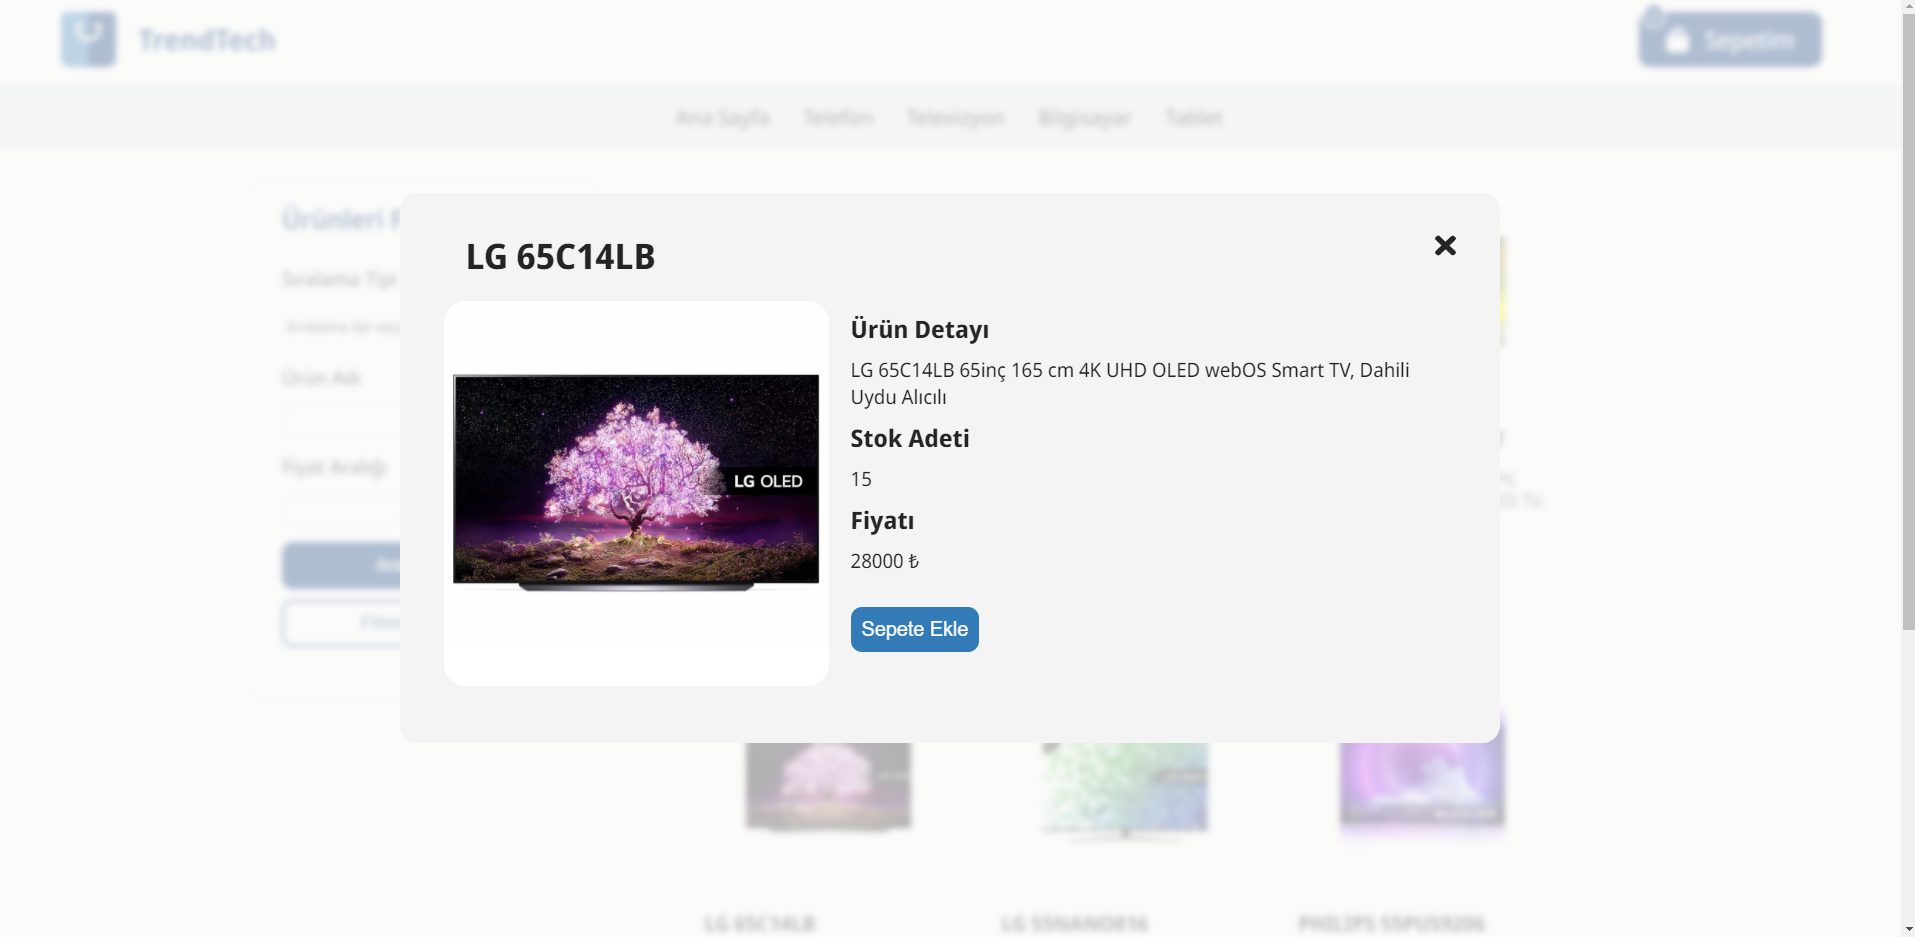 TrendTech
Sepetim
Ana Sayfa
Telefon
Televizyon
Bilgisayar
Tablet
Ürünleri
Sıralama Tipi
Ürün Adı
Fiyat Aralığı
LG 65C14LB
LG OLED
Ürün Detayı
LG 65C14LB 65inç 165 cm 4K UHD OLED webOS Smart TV, Dahili
Uydu Alıcılı
Stok Adeti
15
Fiyatı
28000 ₺
Sepete Ekle
LG 65C14LB
LG 55NANO816
PHILIPS 55PUS9206